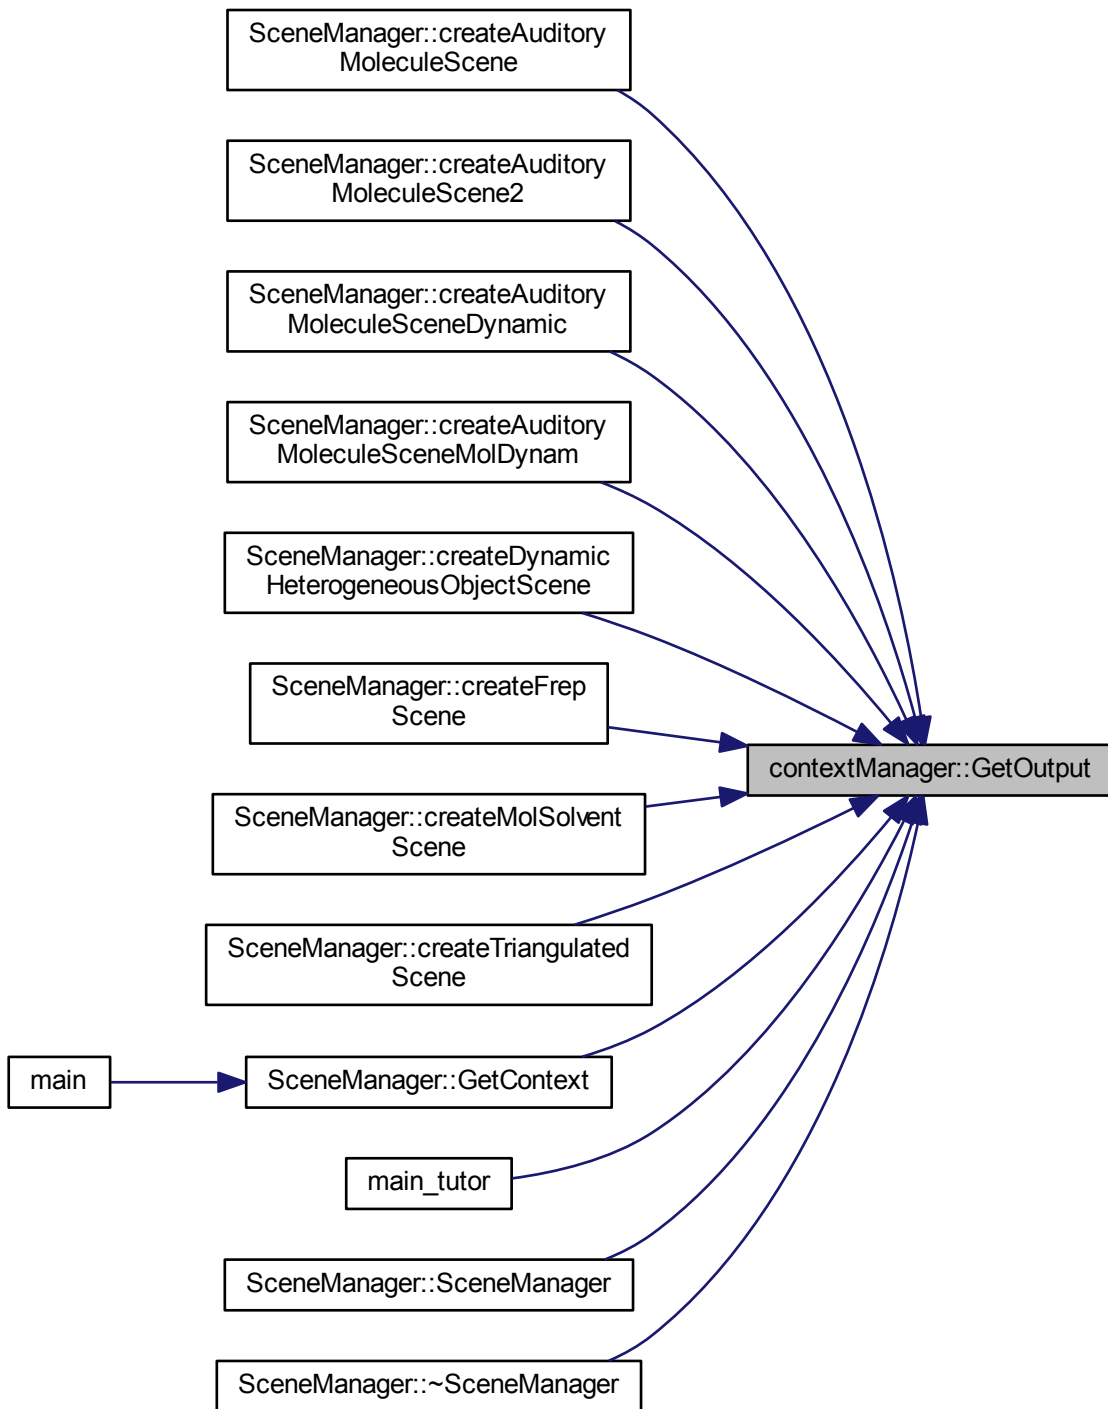 SceneManager::createAuditory
MoleculeScene
SceneManager::createAuditory
MoleculeScene2
SceneManager::createAuditory
MoleculeSceneDynamic
SceneManager::createAuditory
MoleculeSceneMolDynam
SceneManager::createDynamic
HeterogeneousObjectScene
SceneManager::createFrep
Scene
contextManager::GetOutput
SceneManager::createMolSolvent
Scene
SceneManager::createTriangulated
Scene
main
SceneManager::GetContext
main_tutor
SceneManager::SceneManager
SceneManager::~SceneManager